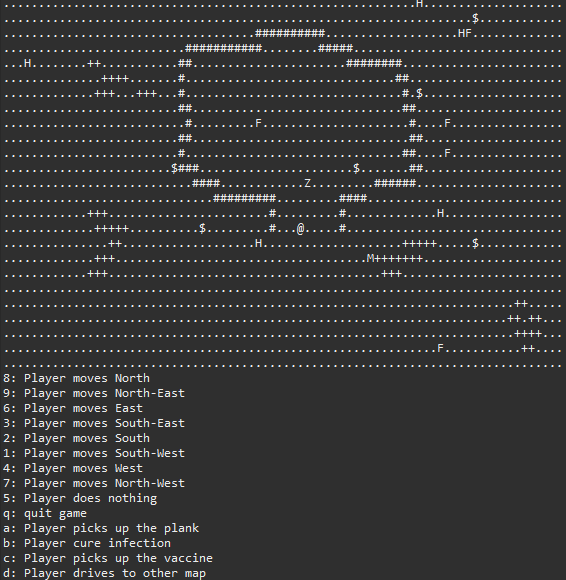 ...........................................................H....................
...................................................................$............
....................................##########...................HF.............
..........................###########........#####..............................
...H........++...........##......................########.......................
..............++++.......#..............................##......................
.............+++...+++...#...............................#.$....................
.........................##..............................##.....................
..........................#.........F.....................#....F................
.........................##...............................##....................
.........................#...............................##....F................
........................$###......................$.......##....................
...........................####............Z.........######.....................
..............................#########.........####............................
............+++.......................#.........#.............H.................
.............+++++..........$.........#...@.....#...............................
...............++...................H....................+++++.....$............
.............+++....................................M+++++++....................
............+++.......................................+++.......................
................................................................................
.........................................................................++.....
........................................................................++.++...
.........................................................................++++...
..............................................................F...........++....
................................................................................
8: Player moves North
9: Player moves North-East
6: Player moves East
3: Player moves South-East
2: Player moves South
1: Player moves South-West
4: Player moves West
7: Player moves North-West
5: Player does nothing
q: quit game
a: Player picks up the plank
b: Player cure infection
c: Player picks up the vaccine
d: Player drives to other map